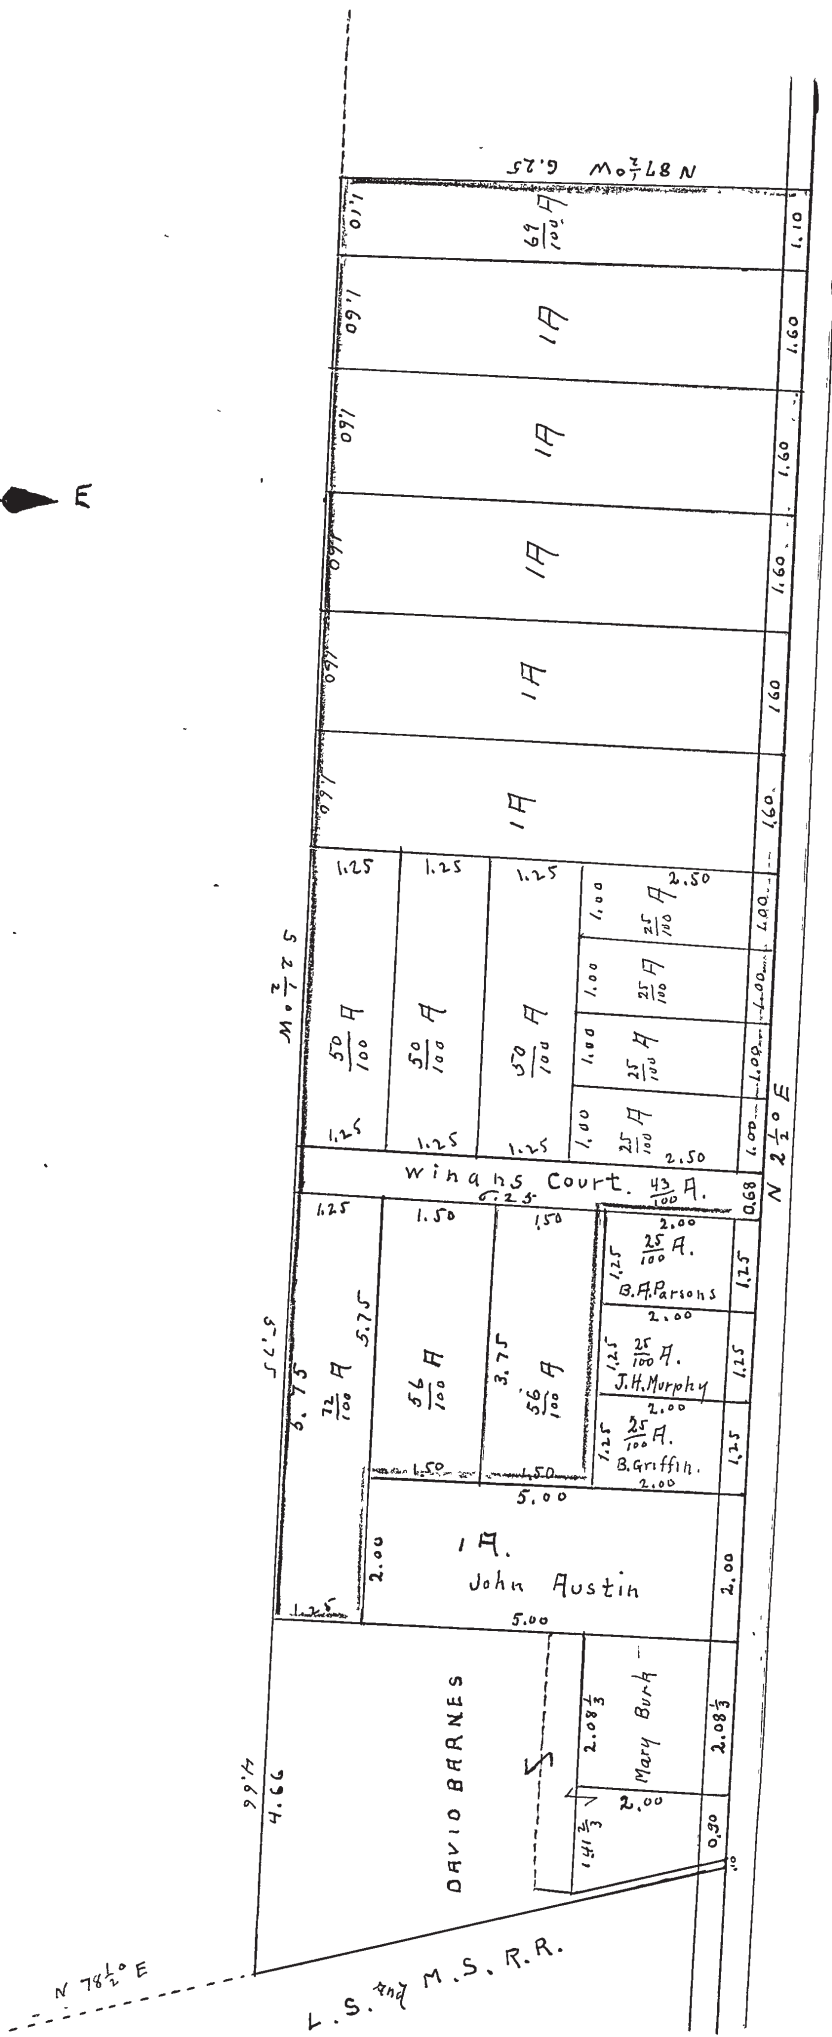 N 87½° W 6.25
1.10
69/100 A
1.10
1.60
1A
1.60
1.60
1A
1.60
E
1.60
1A
1.60
1.60
1A
160
1.60
1A
1.60
1.25
1.25
1.25
2.50
1.00
25/100 A
1.00
1.00
25/100 A
1.00
S 2½° W
50/100 A
50/100 A
50/100 A
1.00
25/100 A
1.00
1.00
25/100 A
1.00
1.25
1.25
1.25
2.50
N 2½° E
Winans Court. 43/100 A.
0.68
6.25
1.25
1.50
1.50
2.00
1.25
25/100 A.
1.25
B.A.Parsons
2.00
5.75
5.75
5.75
72/100 A
56/100 A
3.75
56/100 A
1.25
25/100 A.
1.25
J.H.Murphy
2.00
1.25
25/100 A.
1.25
B.Griffin.
2.00
1.50
1.50
5.00
2.00
1 A.
John Austin
2.00
1.25
5.00
DAVID BARNES
2.08⅓
Mary Burk
2.08⅓
4.66
4.66
2.00
1.41⅔
0.90
.10
N 78½° E
L.S. and M.S.R.R.